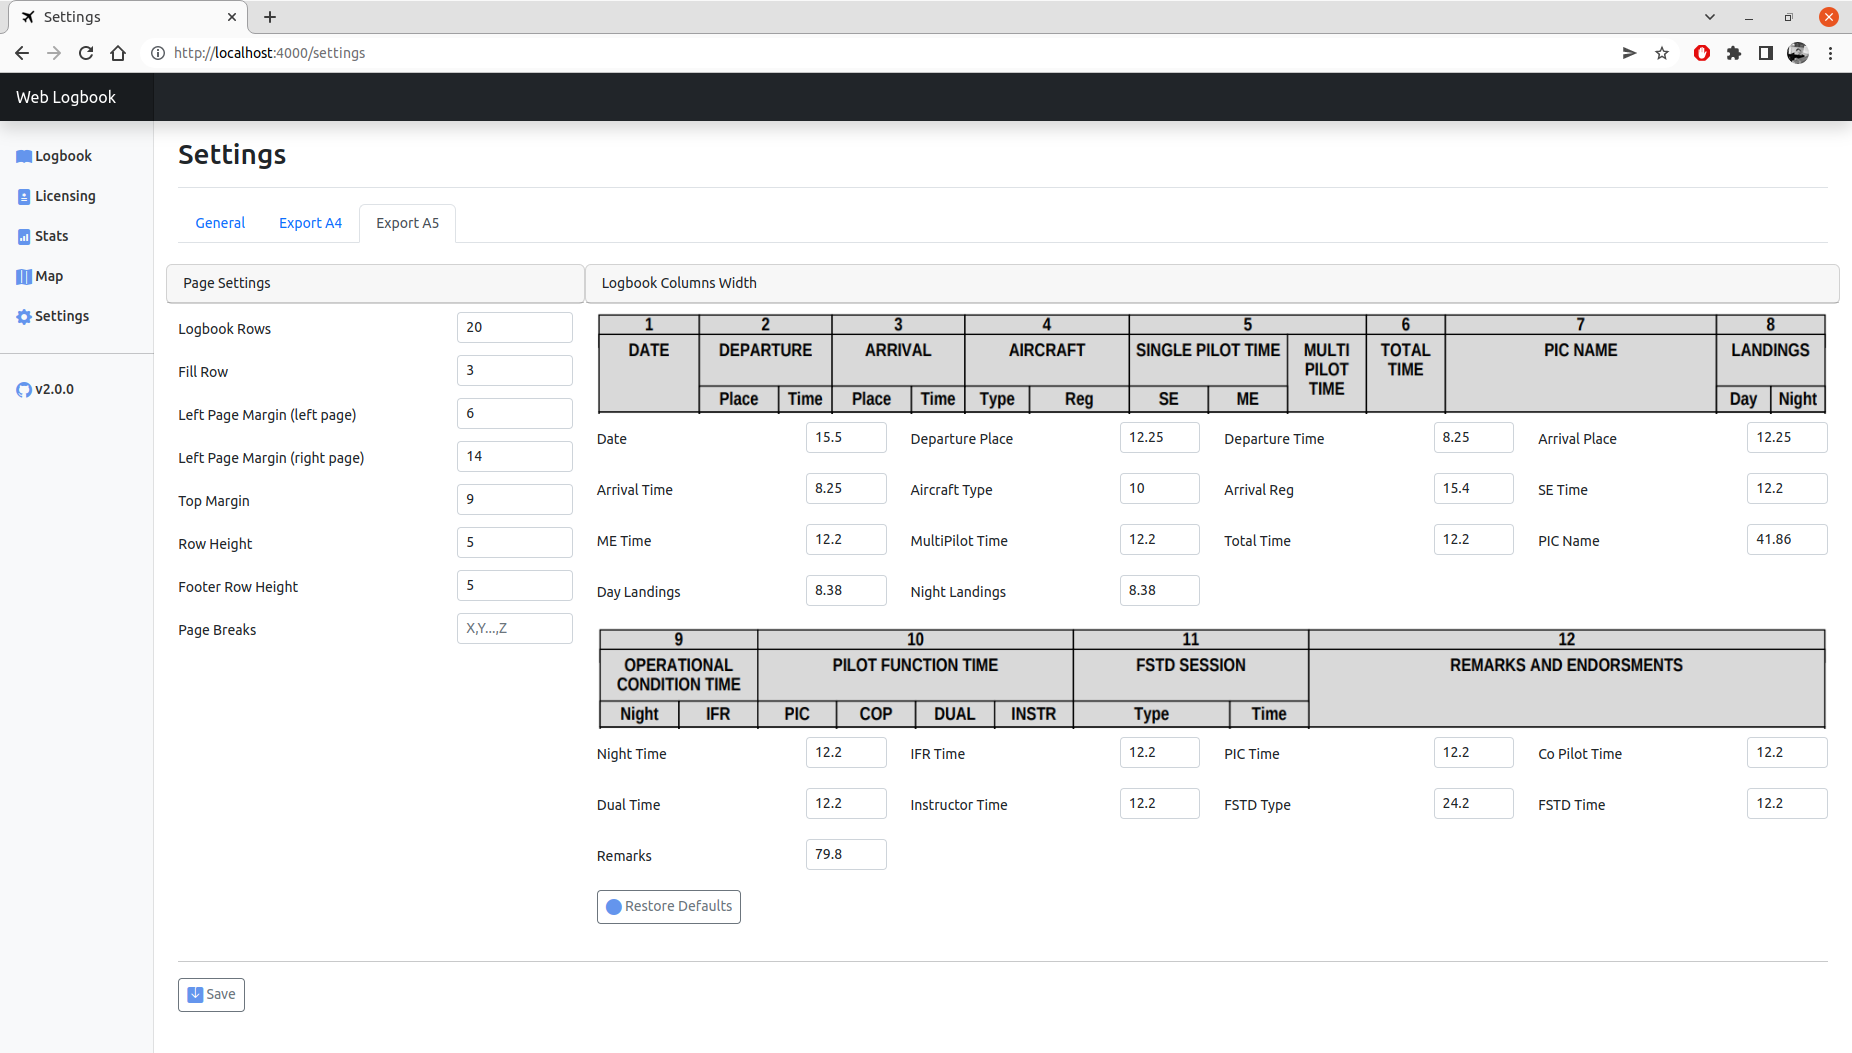 Settings
http://localhost:4000/settings
Web Logbook
Logbook
Licensing
Stats
Map
Settings
v2.0.0
Settings
General Export A4 Export A5
Page Settings
Logbook Rows 20
Fill Row 3
Left Page Margin (left page) 6
Left Page Margin (right page) 14
Top Margin 9
Row Height 5
Footer Row Height 5
Page Breaks X,Y...,Z
Logbook Columns Width
1 2 3 4 5 6 7 8
DATE DEPARTURE ARRIVAL AIRCRAFT SINGLE PILOT TIME MULTI TOTAL PIC NAME LANDINGS
PILOT TIME
TIME
Place Time Place Time Type Reg SE ME Day Night
Date 15.5 Departure Place 12.25 Departure Time 8.25 Arrival Place 12.25
Arrival Time 8.25 Aircraft Type 10 Arrival Reg 15.4 SE Time 12.2
ME Time 12.2 MultiPilot Time 12.2 Total Time 12.2 PIC Name 41.86
Day Landings 8.38 Night Landings 8.38
9 10 11 12
OPERATIONAL PILOT FUNCTION TIME FSTD SESSION REMARKS AND ENDORSMENTS
CONDITION TIME
Night IFR PIC COP DUAL INSTR Type Time
Night Time 12.2 IFR Time 12.2 PIC Time 12.2 Co Pilot Time 12.2
Dual Time 12.2 Instructor Time 12.2 FSTD Type 24.2 FSTD Time 12.2
Remarks 79.8
Restore Defaults
Save